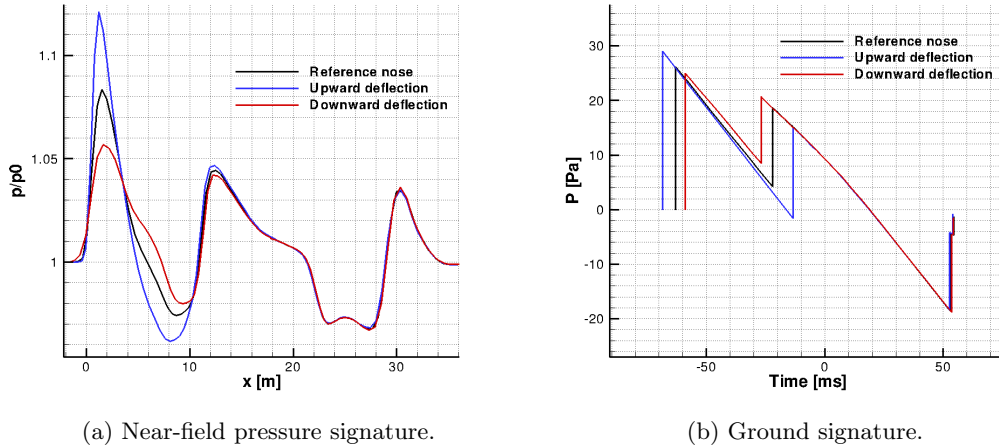 p/p0
1.1
1.05
1
0
10
20
30
x [m]
Reference nose
Upward deflection
Downward deflection
P [Pa]
30
20
10
0
-10
-20
-50
0
50
Time [ms]
Reference nose
Upward deflection
Downward deflection
(a) Near-field pressure signature.
(b) Ground signature.